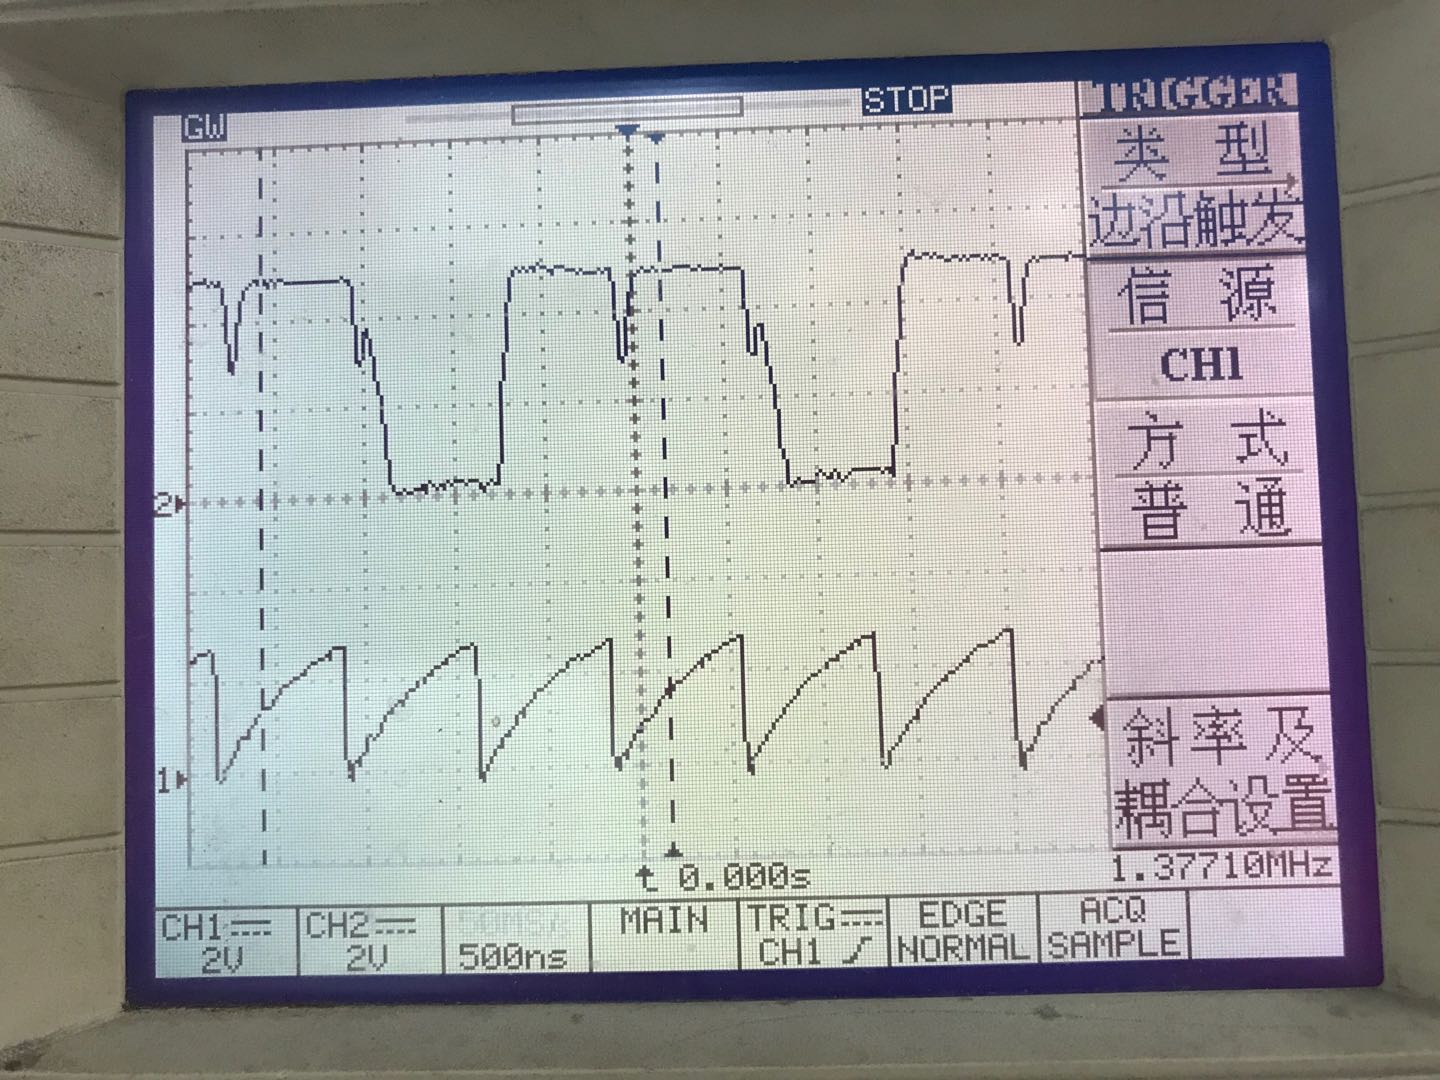 GW
STOP
TRIGGER
类 型
边沿触发
信 源
CH1
方 式
普 通
斜率及
耦合设置
2
1
t 0.000s
1.37710MHz
CH1 CH2 MAIN TRIG EDGE ACQ
2V 2V 500ns CH1 NORMAL SAMPLE